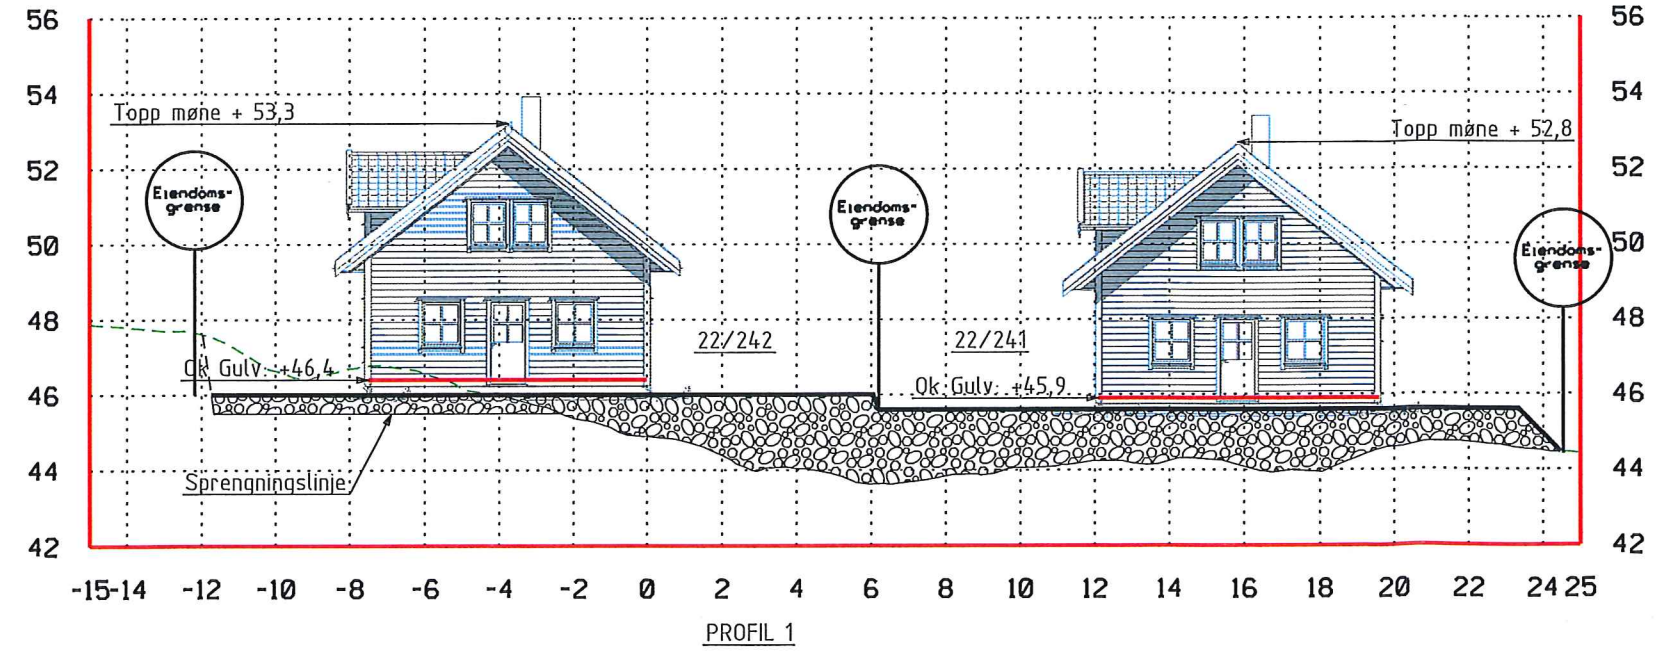 56
54
52
50
48
46
44
42
56
54
52
50
48
46
44
42
Topp møne + 53,3
Topp møne + 52,8
Eiendoms-
grense
Eiendoms-
grense
Eiendoms-
grense
22/242
22/241
Ok Gulv: +46,4
Ok Gulv: +45,9
Sprengningslinje
-15 -14 -12 -10 -8 -6 -4 -2 0 2 4 6 8 10 12 14 16 18 20 22 24 25
PROFIL 1